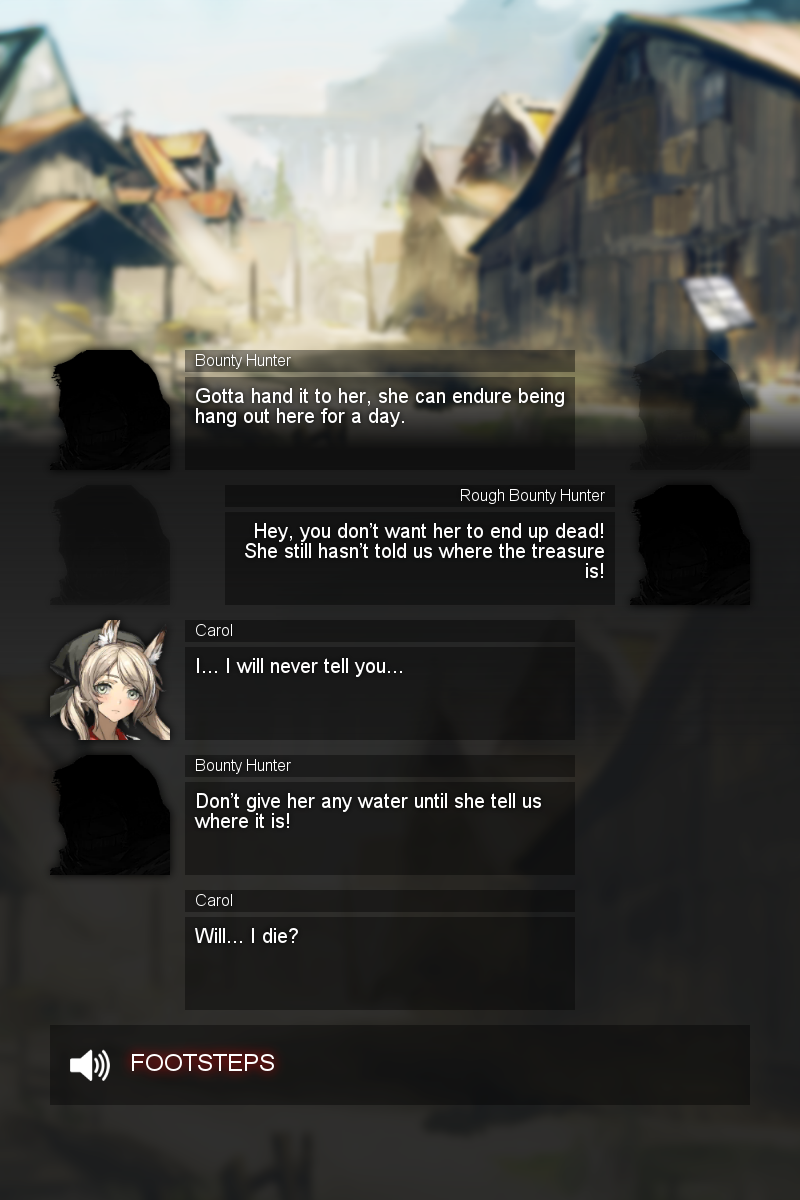 Bounty Hunter
Gotta hand it to her, she can endure being
hang out here for a day.
Rough Bounty Hunter
Hey, you don't want her to end up dead!
She still hasn't told us where the treasure
is!
Carol
I... I will never tell you...
Bounty Hunter
Don't give her any water until she tell us
where it is!
Carol
Will... I die?
FOOTSTEPS